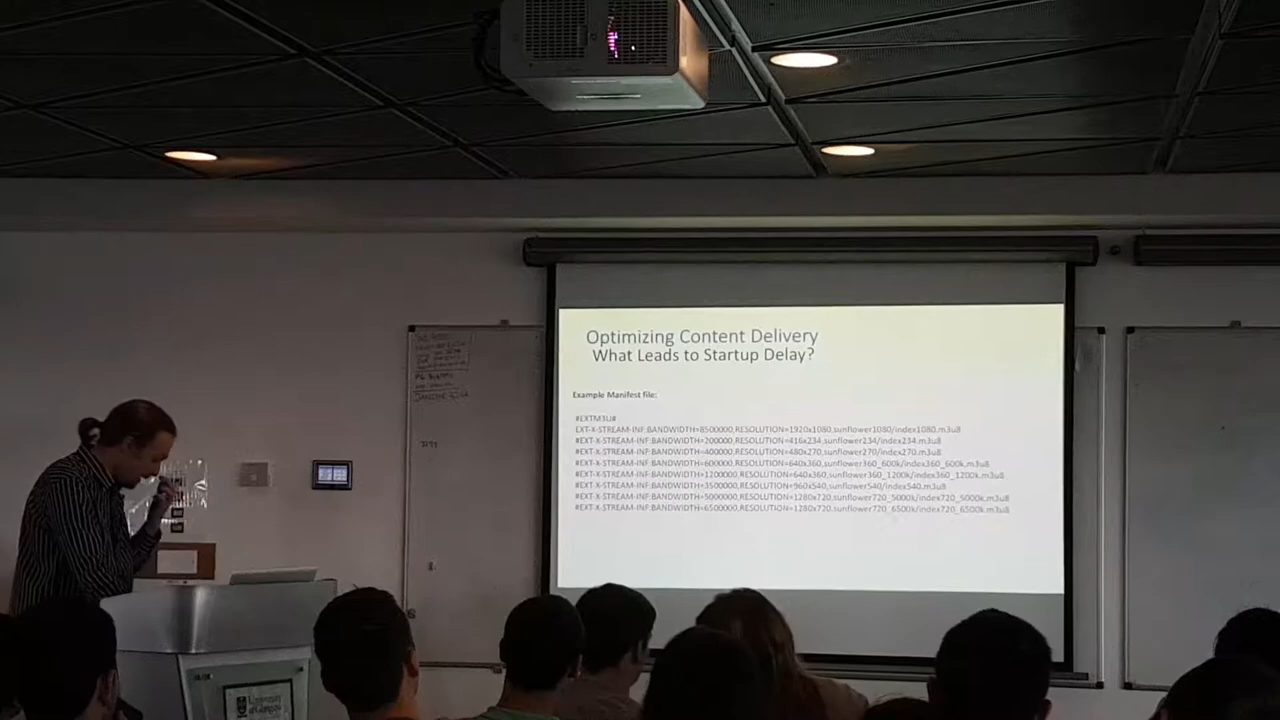 Optimizing Content Delivery
What Leads to Startup Delay?
Example Manifest file:
#EXTM3U#
EXT-X-STREAM-INF:BANDWIDTH=8500000,RESOLUTION=1920x1080,sunflower1080/index1080.m3u8
#EXT-X-STREAM-INF:BANDWIDTH=200000,RESOLUTION=416x234,sunflower234/index234.m3u8
#EXT-X-STREAM-INF:BANDWIDTH=400000,RESOLUTION=480x270,sunflower270/index270.m3u8
#EXT-X-STREAM-INF:BANDWIDTH=600000,RESOLUTION=640x360,sunflower360_600k/index360_600k.m3u8
#EXT-X-STREAM-INF:BANDWIDTH=1200000,RESOLUTION=640x360,sunflower360_1200k/index360_1200k.m3u8
#EXT-X-STREAM-INF:BANDWIDTH=3500000,RESOLUTION=960x540,sunflower540/index540.m3u8
#EXT-X-STREAM-INF:BANDWIDTH=5000000,RESOLUTION=1280x720,sunflower720_5000k/index720_5000k.m3u8
#EXT-X-STREAM-INF:BANDWIDTH=6500000,RESOLUTION=1280x720,sunflower720_6500k/index720_6500k.m3u8